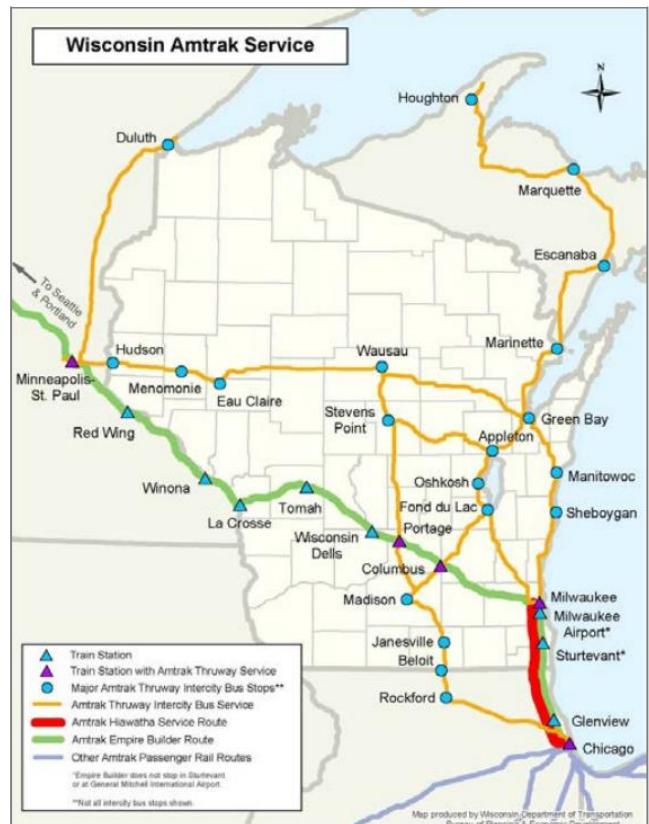 Wisconsin Amtrak Service
N
Houghton
Duluth
Marquette
Escanaba
To Seattle
& Portland
Marinette
Hudson
Wausau
Minneapolis-
St. Paul
Menomonie
Eau Claire
Stevens
Point
Green Bay
Red Wing
Appleton
Oshkosh
Manitowoc
Winona
Fond du Lac
Sheboygan
La Crosse
Tomah
Portage
Wisconsin
Dells
Columbus
Madison
Milwaukee
Milwaukee
Airport*
Janesville
Sturtevant*
Beloit
Rockford
Glenview
Chicago
Train Station
Train Station with Amtrak Thruway Service
Major Amtrak Thruway Intercity Bus Stops**
Amtrak Thruway Intercity Bus Service
Amtrak Hiawatha Service Route
Amtrak Empire Builder Route
Other Amtrak Passenger Rail Routes
*Empire Builder does not stop in Sturtevant
or at General Mitchell International Airport.
**Not all intercity bus stops shown.
Map produced by Wisconsin Department of Transportation
Bureau of Planning & Economic Development